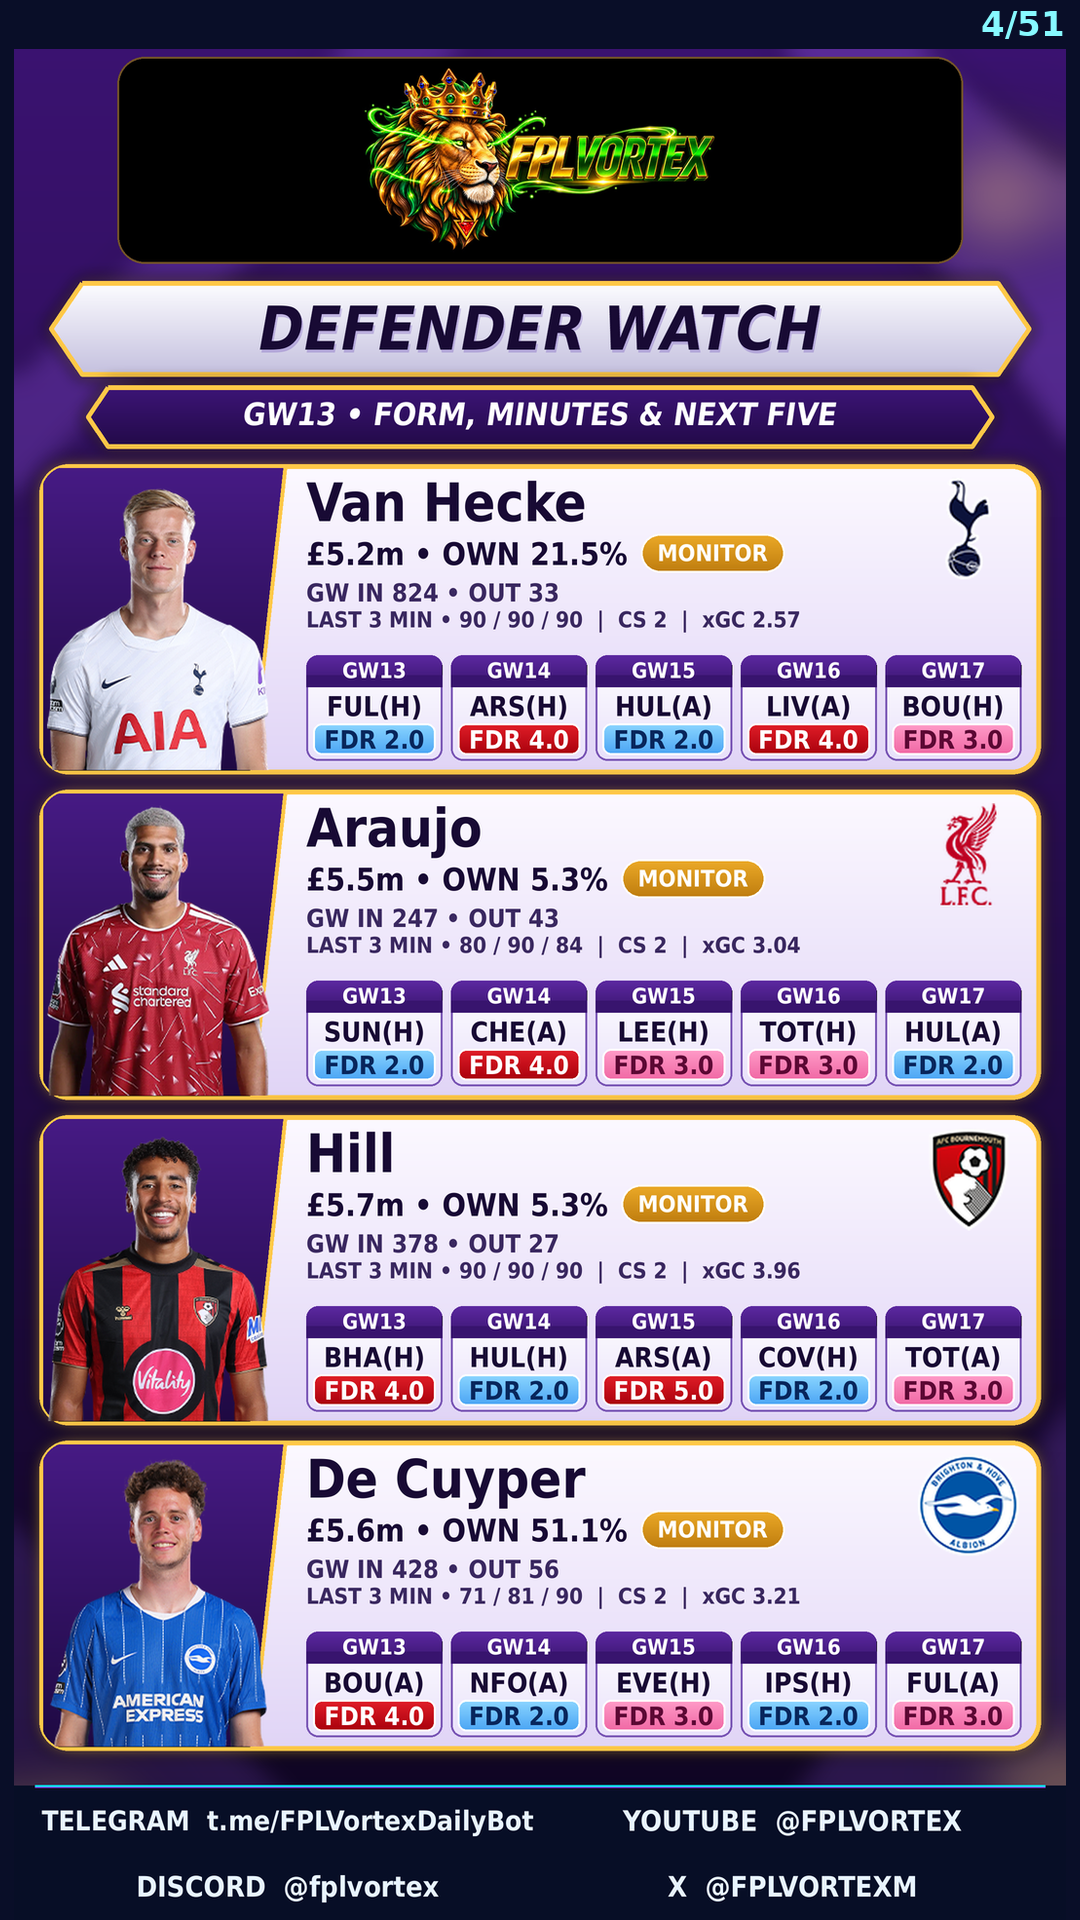 4/51
FPLVORTEX
DEFENDER WATCH
GW13 • FORM, MINUTES & NEXT FIVE
Van Hecke
£5.2m • OWN 21.5% MONITOR
GW IN 824 • OUT 33
LAST 3 MIN • 90 / 90 / 90 | CS 2 | xGC 2.57
GW13 GW14 GW15 GW16 GW17
FUL(H) ARS(H) HUL(A) LIV(A) BOU(H)
FDR 2.0 FDR 4.0 FDR 2.0 FDR 4.0 FDR 3.0
AIA
Araujo
£5.5m • OWN 5.3% MONITOR
L.F.C.
GW IN 247 • OUT 43
LAST 3 MIN • 80 / 90 / 84 | CS 2 | xGC 3.04
GW13 GW14 GW15 GW16 GW17
SUN(H) CHE(A) LEE(H) TOT(H) HUL(A)
FDR 2.0 FDR 4.0 FDR 3.0 FDR 3.0 FDR 2.0
standard
chartered
Hill
AFC BOURNEMOUTH
£5.7m • OWN 5.3% MONITOR
GW IN 378 • OUT 27
LAST 3 MIN • 90 / 90 / 90 | CS 2 | xGC 3.96
GW13 GW14 GW15 GW16 GW17
BHA(H) HUL(H) ARS(A) COV(H) TOT(A)
FDR 4.0 FDR 2.0 FDR 5.0 FDR 2.0 FDR 3.0
Vitality
De Cuyper
BRIGHTON & HOVE
ALBION
£5.6m • OWN 51.1% MONITOR
GW IN 428 • OUT 56
LAST 3 MIN • 71 / 81 / 90 | CS 2 | xGC 3.21
GW13 GW14 GW15 GW16 GW17
BOU(A) NFO(A) EVE(H) IPS(H) FUL(A)
FDR 4.0 FDR 2.0 FDR 3.0 FDR 2.0 FDR 3.0
AMERICAN
EXPRESS
TELEGRAM t.me/FPLVortexDailyBot YOUTUBE @FPLVORTEX
DISCORD @fplvortex X @FPLVORTEXM